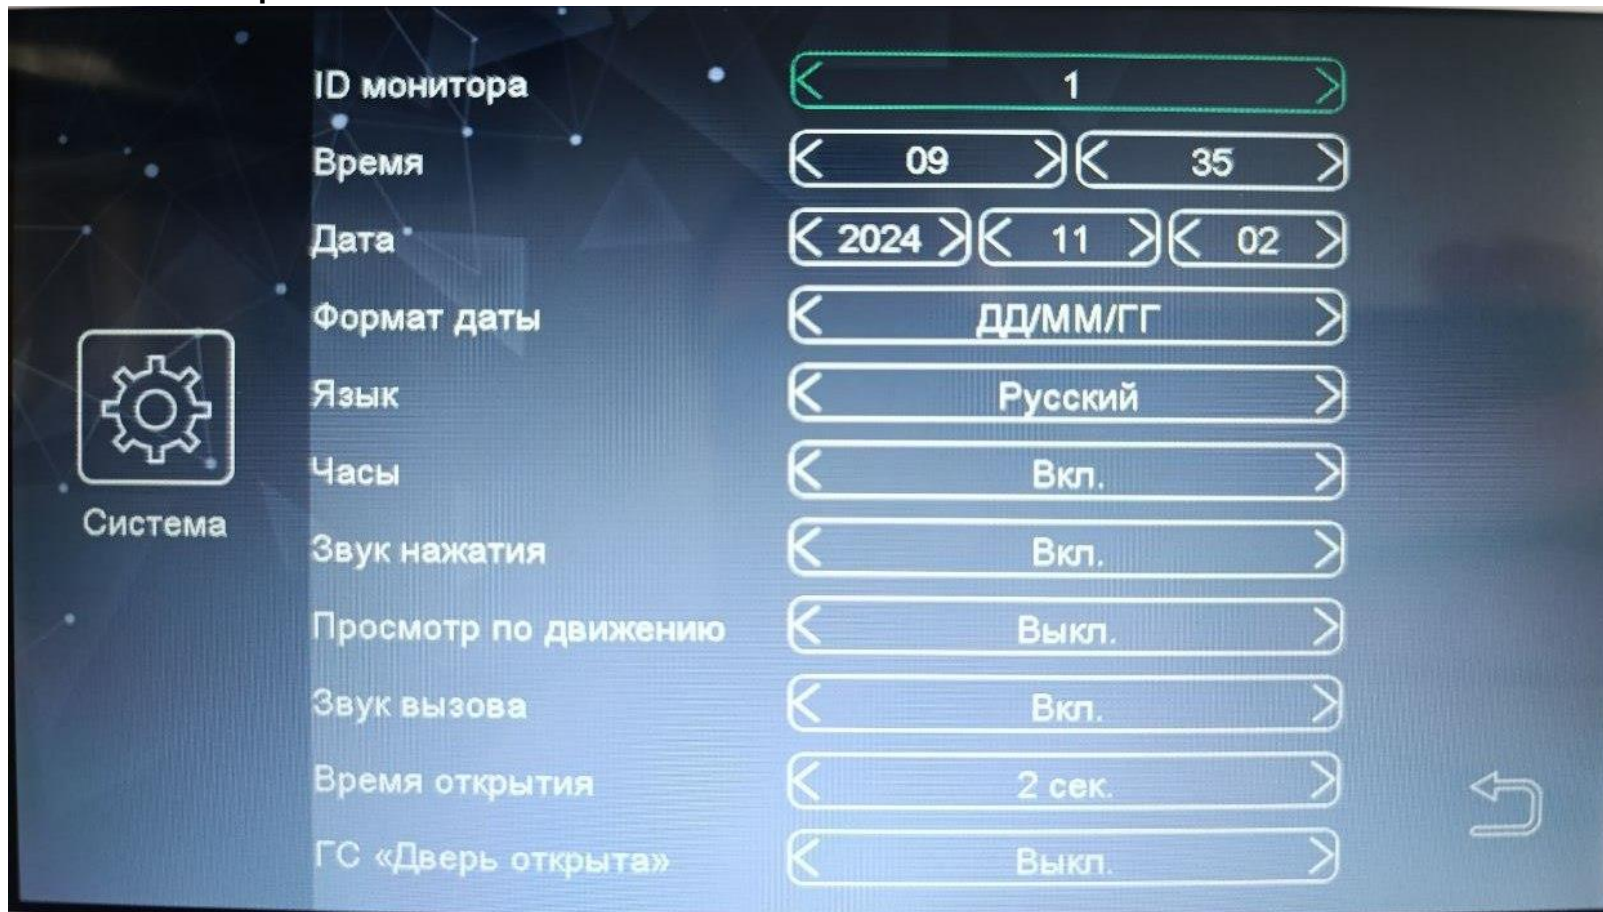 ID монитора 1
Время 09 35
Дата 2024 11 02
Формат даты ДД/ММ/ГГ
Язык Русский
Часы Вкл.
Система
Звук нажатия Вкл.
Просмотр по движению Выкл.
Звук вызова Вкл.
Время открытия 2 сек.
ГС «Дверь открыта» Выкл.